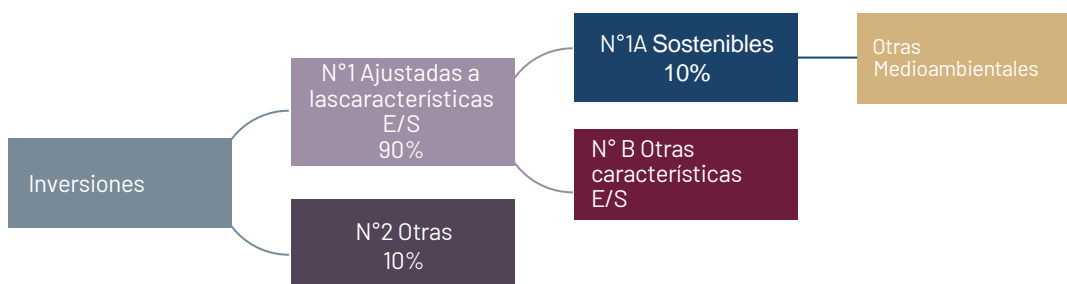 Inversiones
N°1 Ajustadas a
lascaracterísticas
E/S
90%
N°2 Otras
10%
N°1A Sostenibles
10%
N° B Otras
características
E/S
Otras
Medioambientales